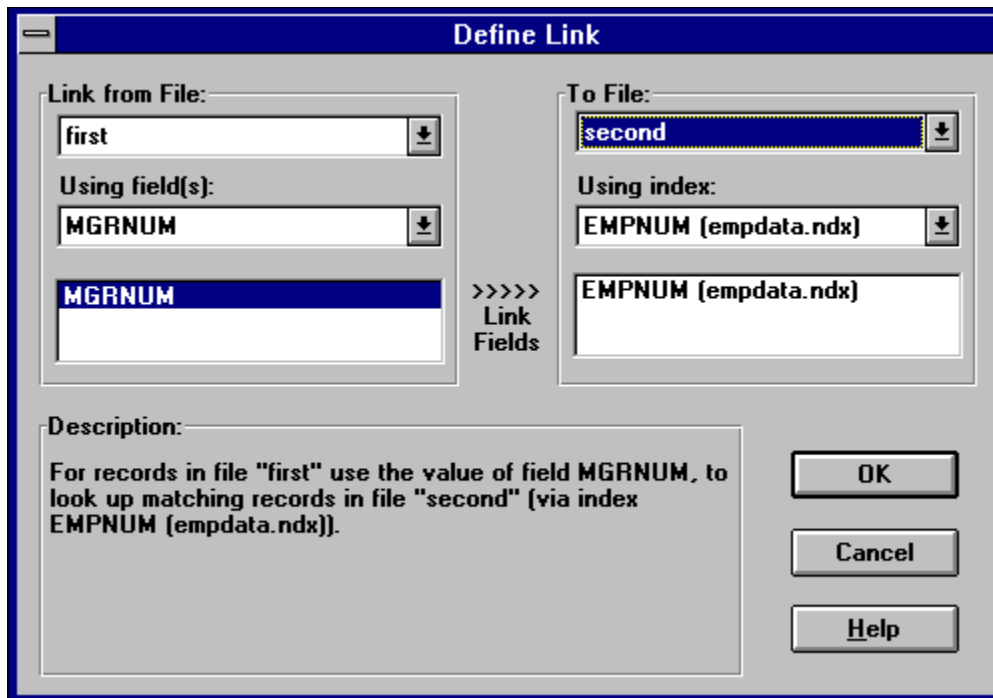 Define Link
Link from File:
first
Using field(s):
MGRNUM
MGRNUM
>>>>>
Link
Fields
To File:
second
Using index:
EMPNUM (empdata.ndx)
EMPNUM (empdata.ndx)
Description:
For records in file "first" use the value of field MGRNUM, to
look up matching records in file "second" (via index
EMPNUM (empdata.ndx)).
OK
Cancel
Help